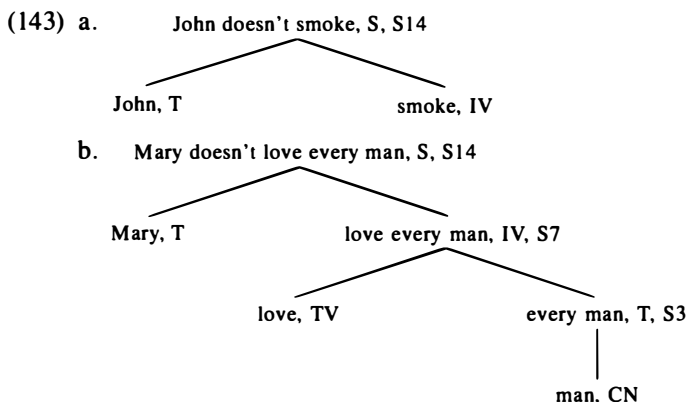 (143) a. John doesn't smoke, S, S14
John, T smoke, IV
b. Mary doesn't love every man, S, S14
Mary, T love every man, IV, S7
love, TV every man, T, S3
man, CN